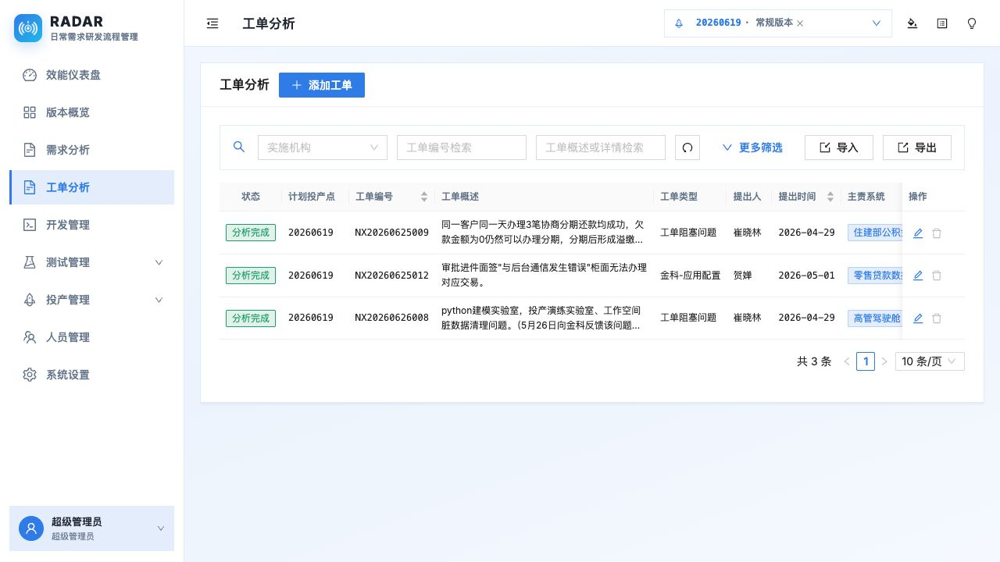 RADAR
日常需求研发流程管理
效能仪表盘
版本概览
需求分析
工单分析
开发管理
测试管理
投产管理
人员管理
系统设置
超级管理员
超级管理员
工单分析
20260619 · 常规版本
工单分析
添加工单
实施机构
工单编号检索
工单概述或详情检索
更多筛选
导入
导出
状态 计划投产点 工单编号 工单概述 工单类型 提出人 提出时间 主责系统 操作
分析完成 20260619 NX20260625009 同一客户同一天办理3笔协商分期还款均成功，欠
款金额为0仍然可以办理分期，分期后形成溢缴... 工单阻塞问题 崔晓林 2026-04-29 住建部公积
分析完成 20260619 NX20260625012 审批进件面签"与后台通信发生错误"柜面无法办理
对应交易。 金科-应用配置 贺婵 2026-05-01 零售贷款数
分析完成 20260619 NX20260626008 python建模实验室，投产演练实验室、工作空间
脏数据清理问题。(5月26日向金科反馈该问题... 工单阻塞问题 崔晓林 2026-04-29 高管驾驶舱
共 3 条 1 10 条/页